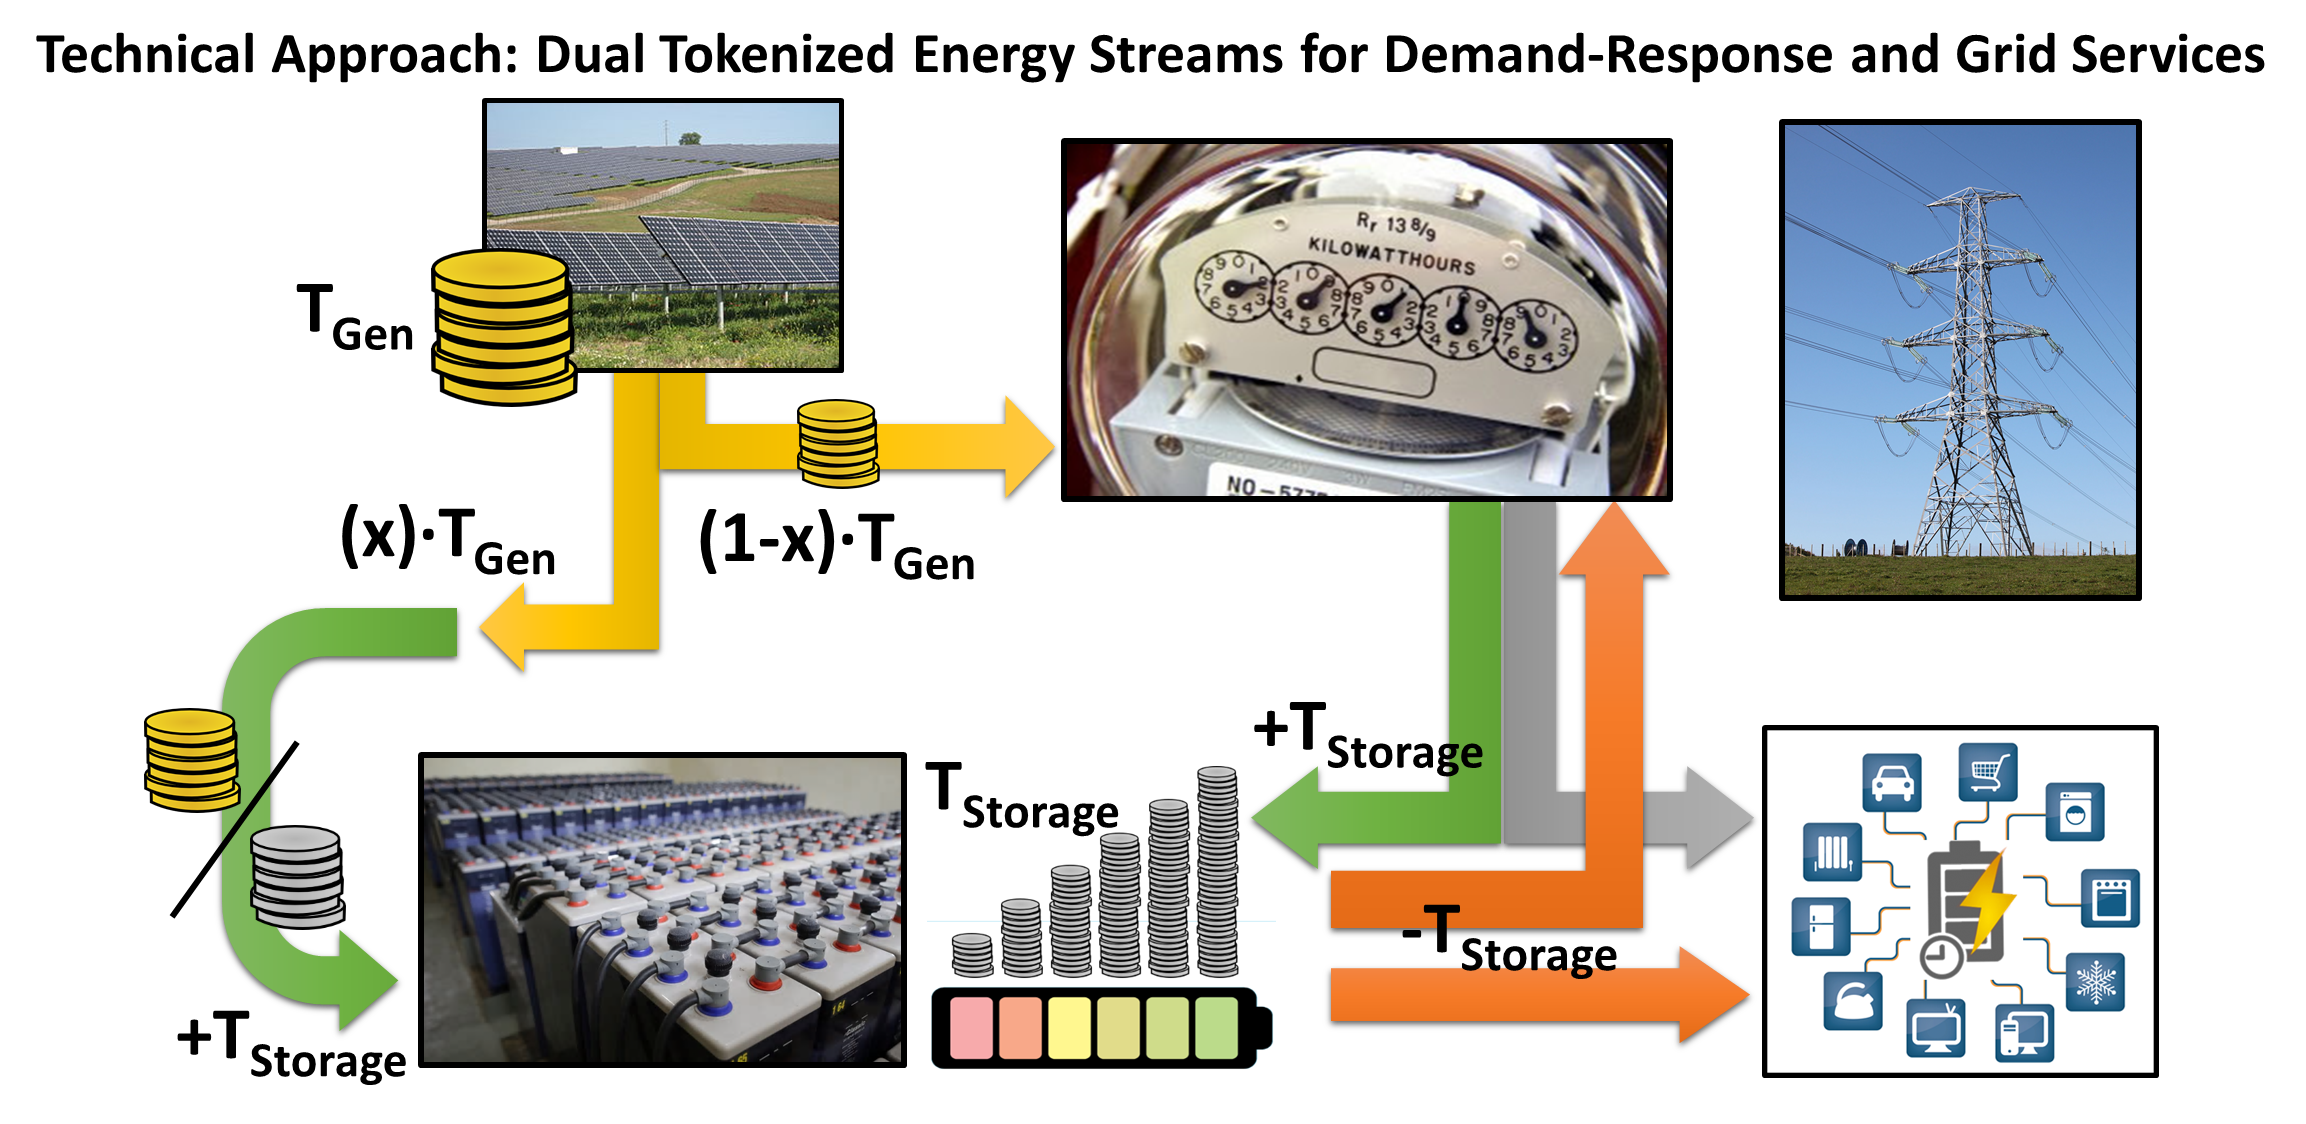 Technical Approach: Dual Tokenized Energy Streams for Demand-Response and Grid Services
Rr 13 8/9
KILOWATTHOURS
TGen
(x)·TGen
(1-x)·TGen
+TStorage
TStorage
-TStorage
+TStorage